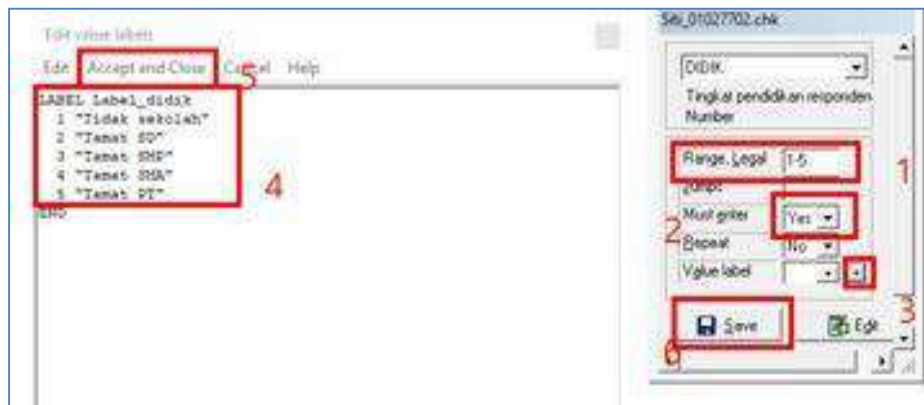 Edit value labels
Edit Accept and Close Cancel Help
5
LABEL Label_didik
1 "Tidak sekolah"
2 "Tamat SD"
3 "Tamat SMP"
4 "Tamat SMA"
5 "Tamat PT"
END
4
Siti_01027702.chk
DIDIK
Tingkat pendidikan responden
Number
Range, Legal 1-5
1
Jumps
Must enter Yes
2
Repeat No
Value label +
3
Save Edit
6